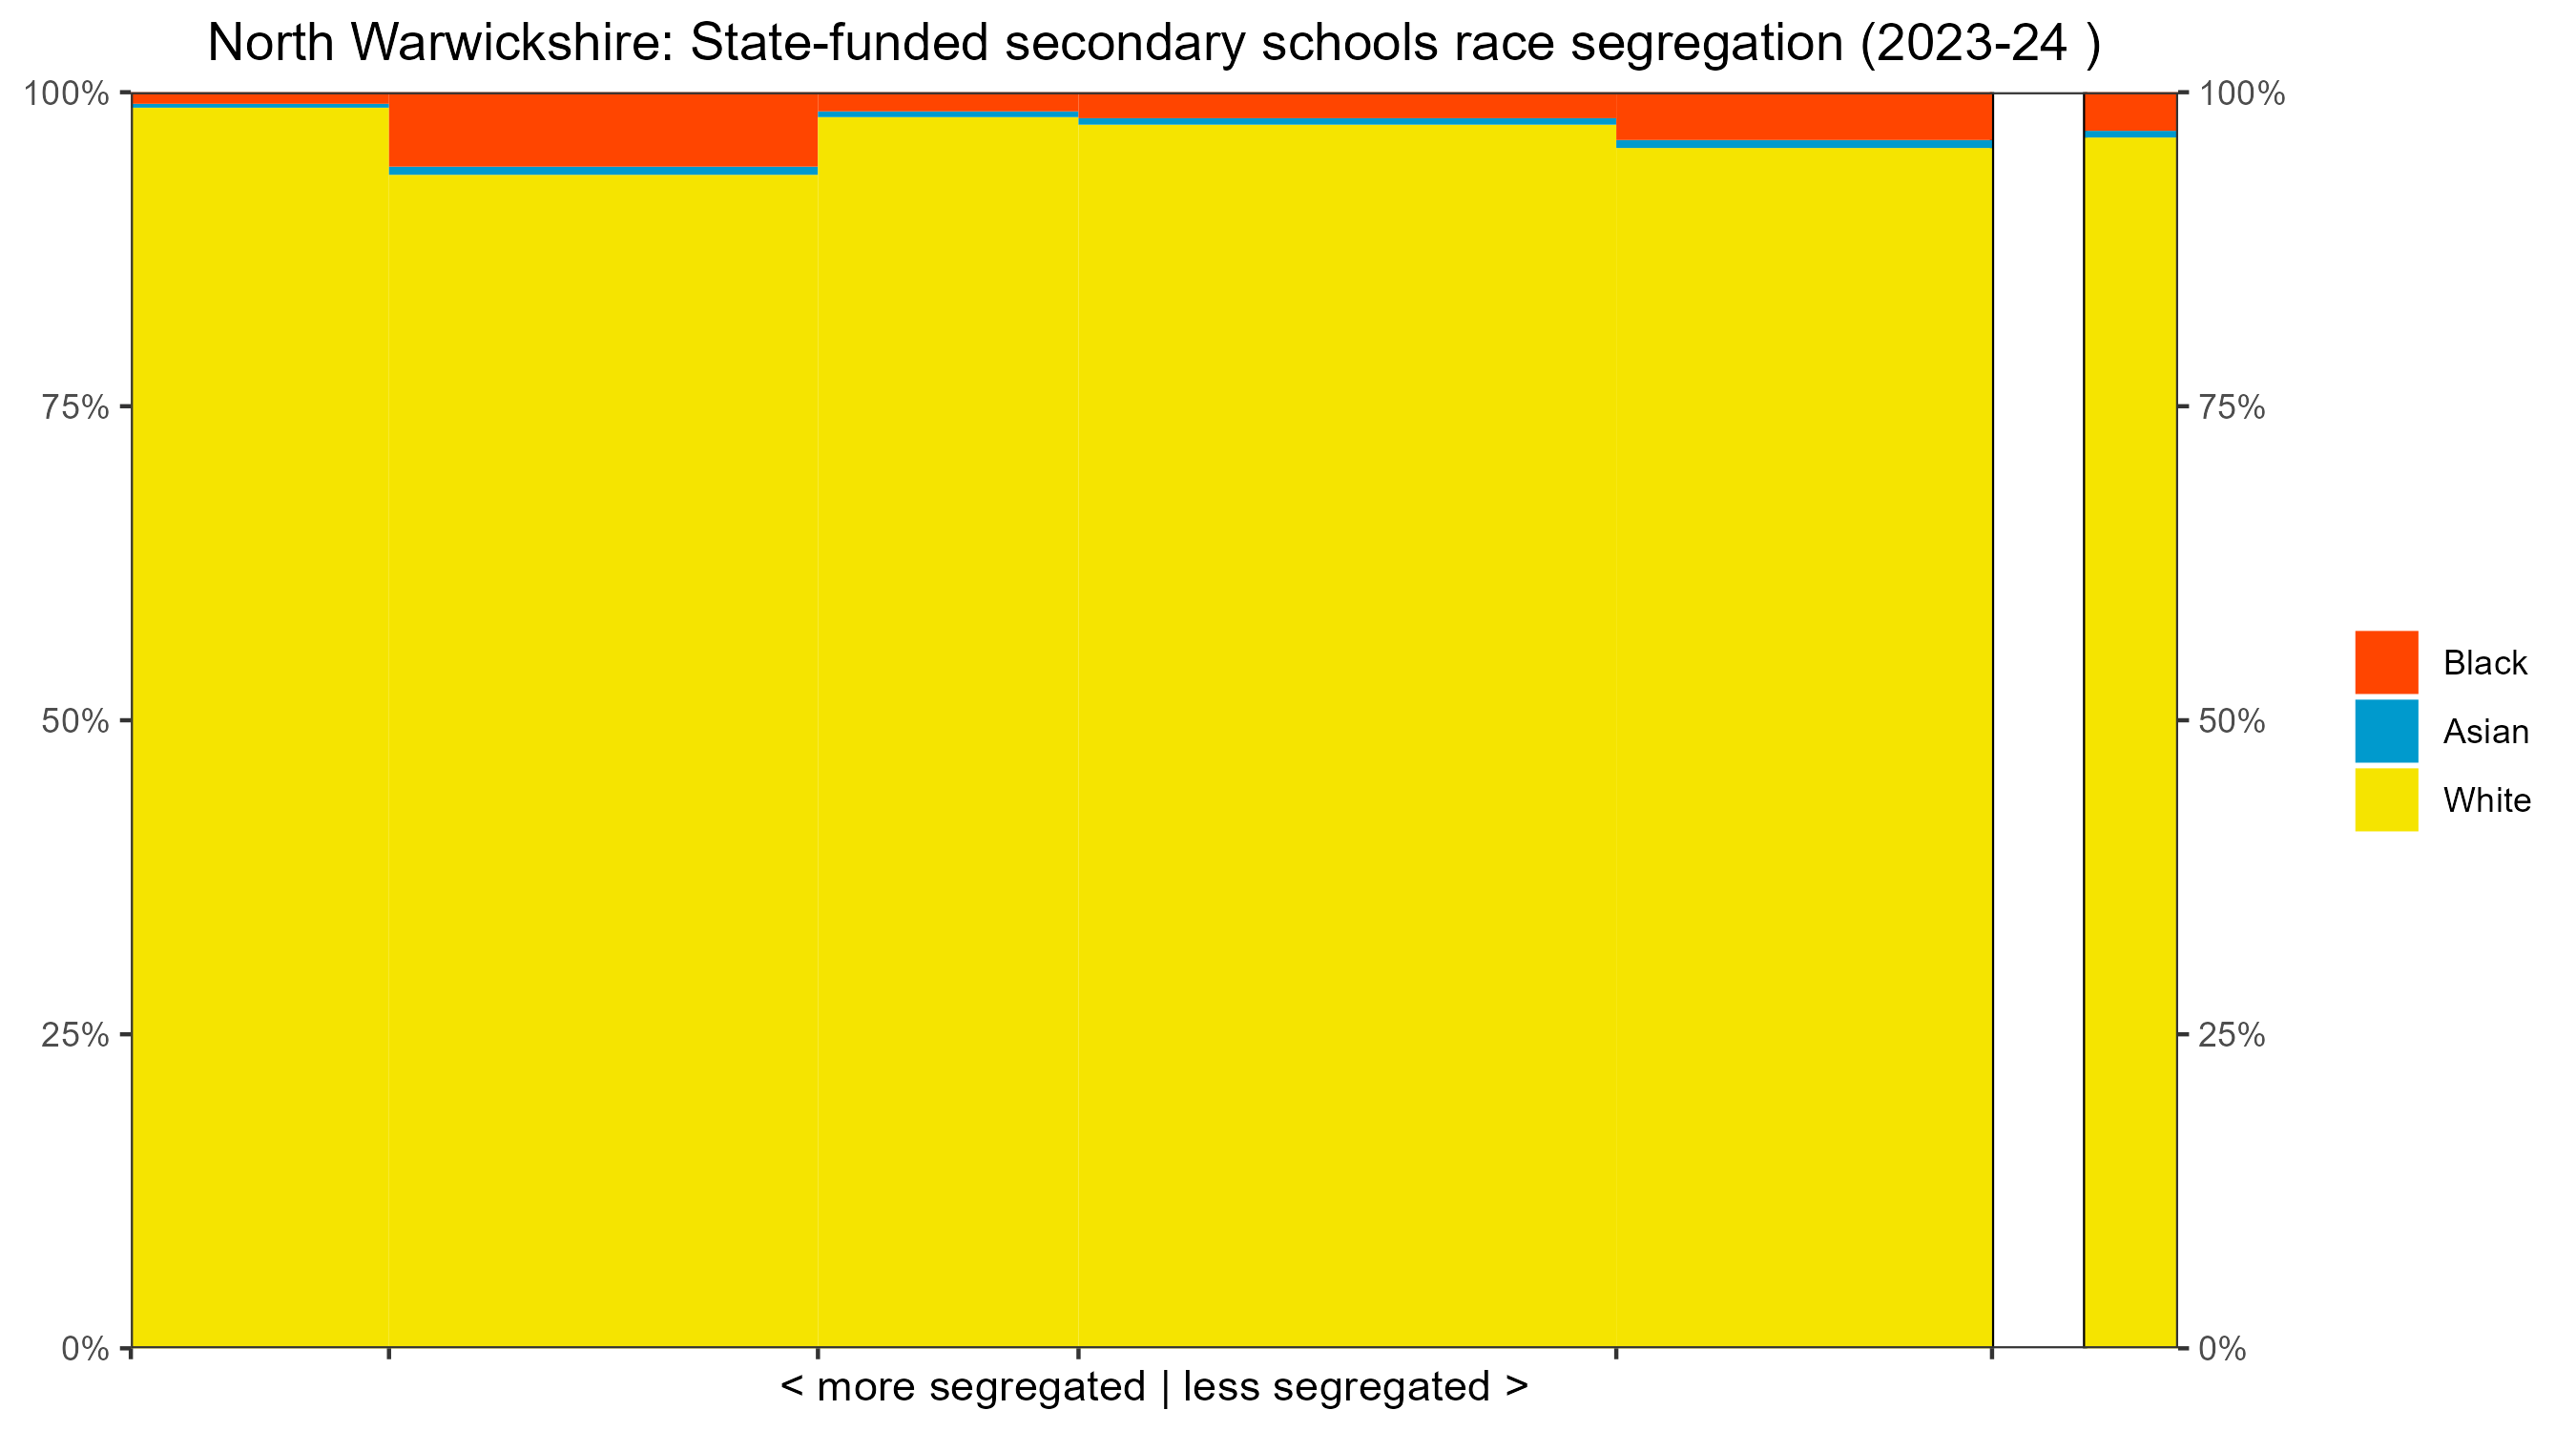 North Warwickshire: State-funded secondary schools race segregation (2023-24 )
100%
75%
50%
25%
0%
100%
75%
50%
25%
0%
Black
Asian
White
< more segregated | less segregated >